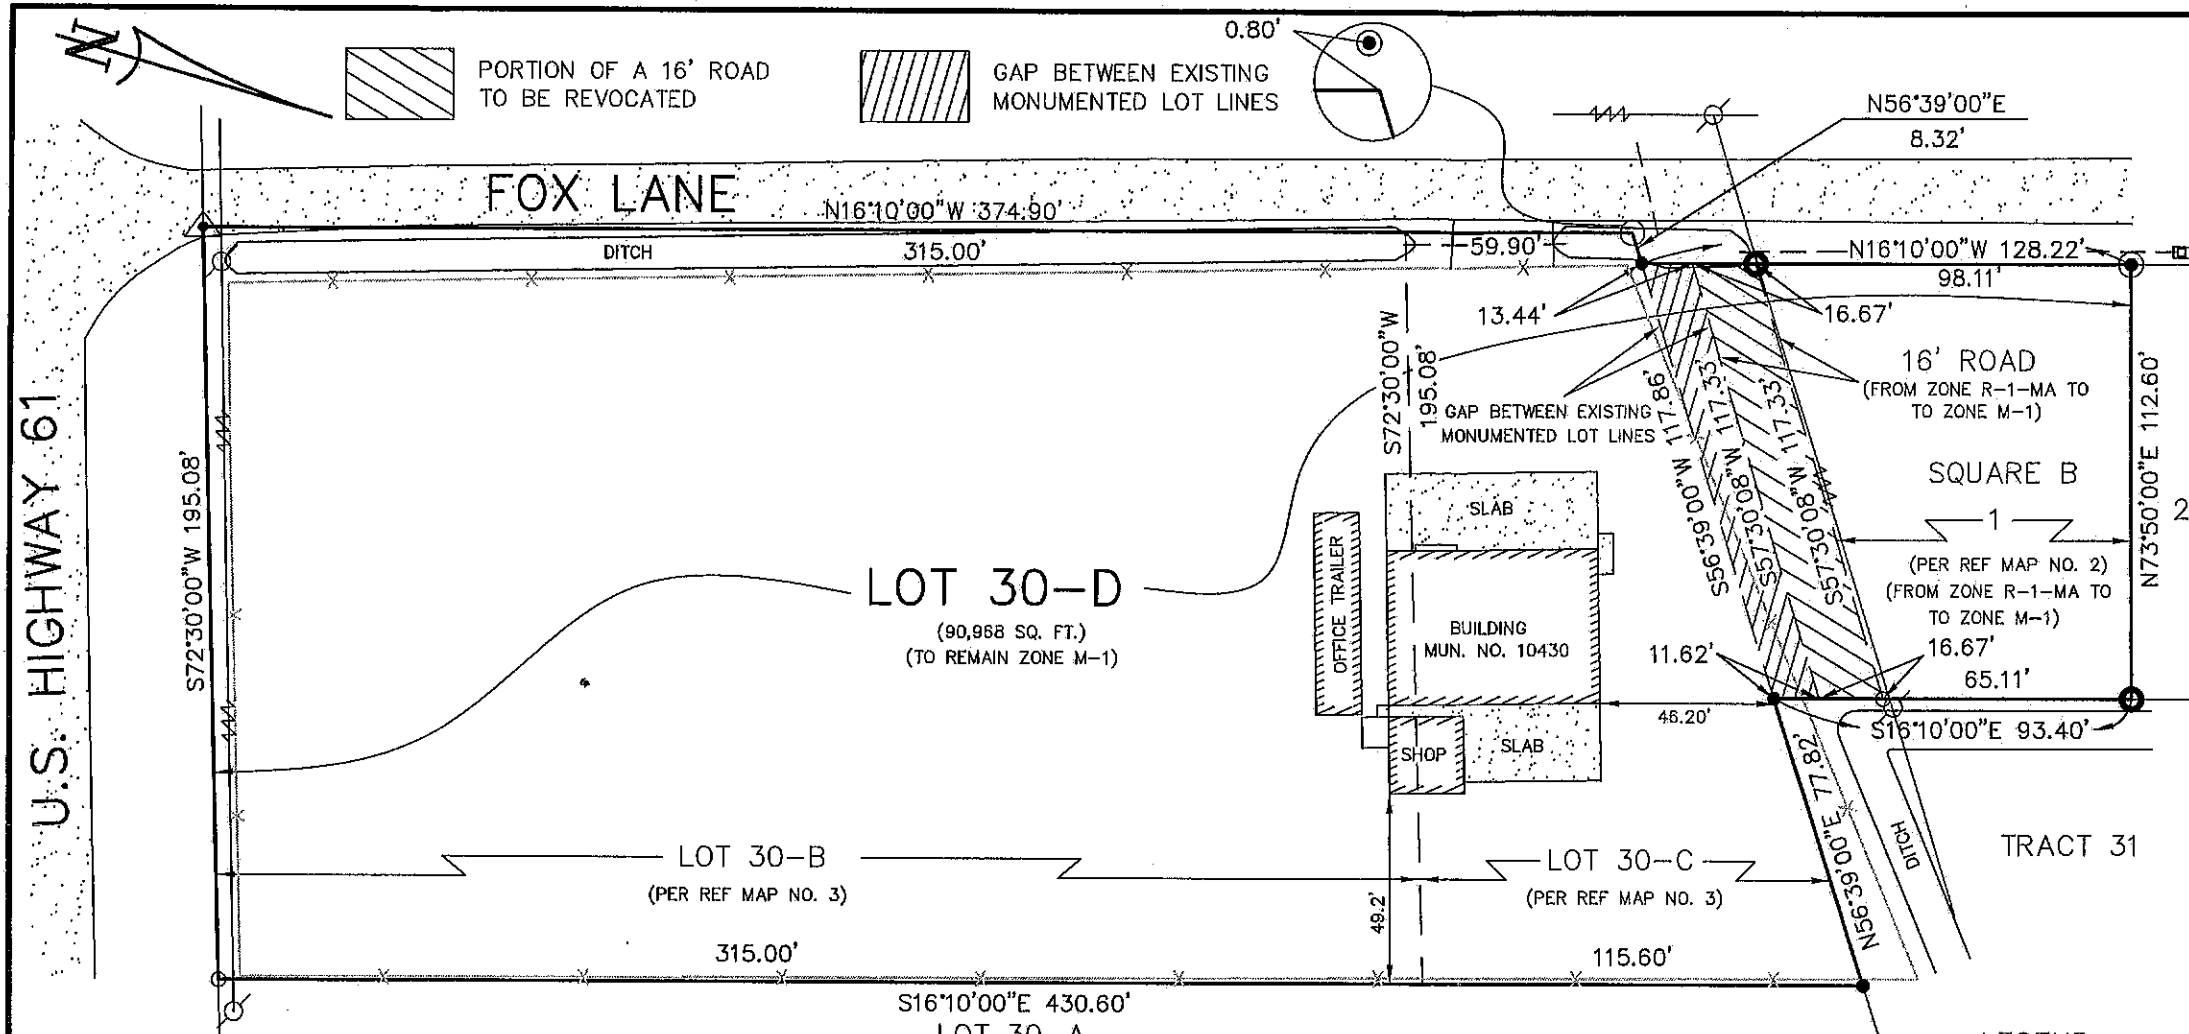 N
PORTION OF A 16' ROAD
TO BE REVOCATED
GAP BETWEEN EXISTING
MONUMENTED LOT LINES
0.80'
N56°39'00"E
8.32'
FOX LANE
N16°10'00"W 374.90'
DITCH
315.00'
59.90'
N16°10'00"W 128.22'
98.11'
13.44'
16.67'
S72°30'00"W
195.08'
16' ROAD
(FROM ZONE R-1-MA TO
TO ZONE M-1)
GAP BETWEEN EXISTING
MONUMENTED LOT LINES
S56°39'00"W 117.86'
S57°30'08"W 117.33'
S57°30'08"W 117.33'
N73°50'00"E 112.60'
SQUARE B
1
2
(PER REF MAP NO. 2)
(FROM ZONE R-1-MA TO
TO ZONE M-1)
U.S. HIGHWAY 61
S72°30'00"W 195.08'
LOT 30-D
(90,968 SQ. FT.)
(TO REMAIN ZONE M-1)
OFFICE TRAILER
SLAB
BUILDING
MUN. NO. 10430
SHOP
SLAB
11.62'
16.67'
65.11'
46.20'
S16°10'00"E 93.40'
N56°39'00"E 77.82'
DITCH
TRACT 31
LOT 30-B
(PER REF MAP NO. 3)
LOT 30-C
(PER REF MAP NO. 3)
49.2'
315.00'
115.60'
S16°10'00"E 430.60'
LOT 30-A